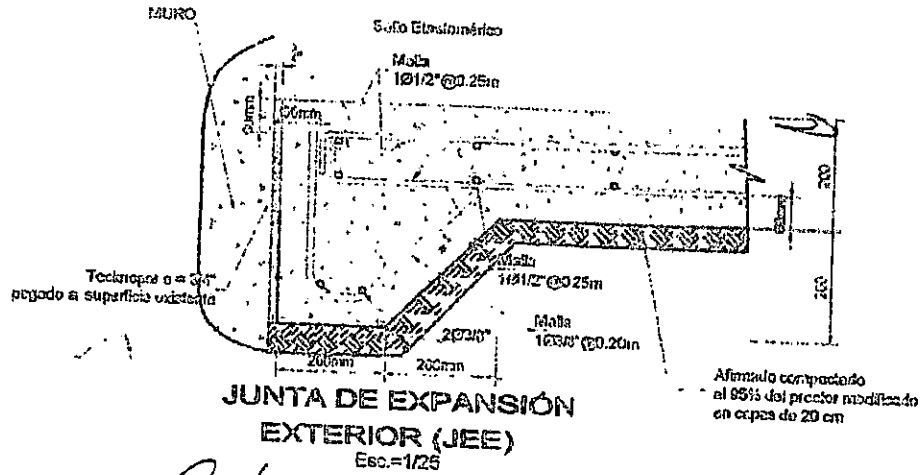 MURO
Sello Elastomérico
Malla
1Ø1/2"@0.25m
50mm
200
Malla
1Ø1/2"@0.25m
Tecknopor e = 3/4"
pegado a superficie existente
Malla
1Ø3/8"@0.20m
2Ø3/8"
200
200mm
200mm
Afirmado compactado
al 95% del proctor modificado
en capas de 20 cm
JUNTA DE EXPANSIÓN
EXTERIOR (JEE)
Esc.=1/25